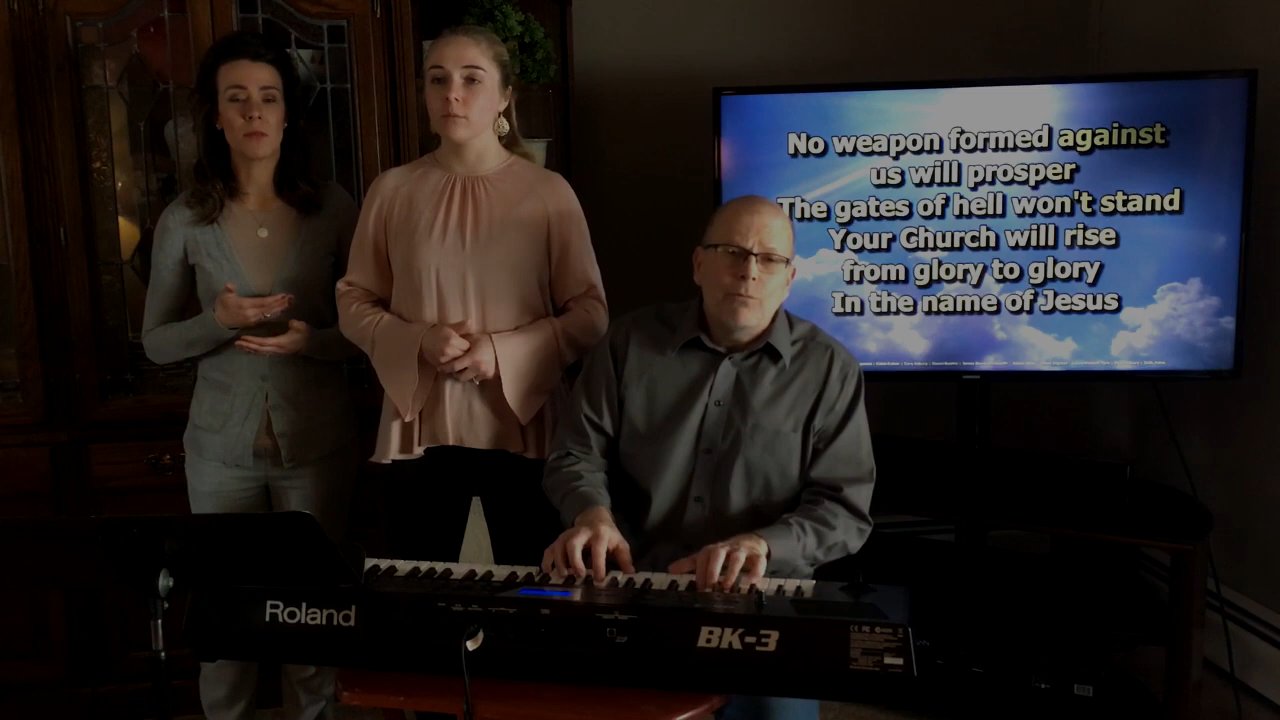 No weapon formed against
us will prosper
The gates of hell won't stand
Your Church will rise
from glory to glory
In the name of Jesus
Roland
BK-3